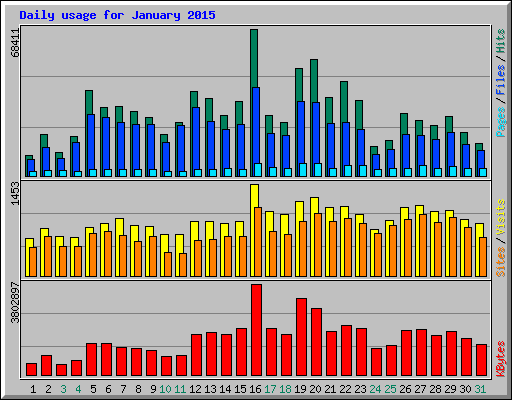 Daily usage for January 2015
68411
Pages/Files/Hits
1453
Sites/Visits
3802897
KBytes
1 2 3 4 5 6 7 8 9 10 11 12 13 14 15 16 17 18 19 20 21 22 23 24 25 26 27 28 29 30 31